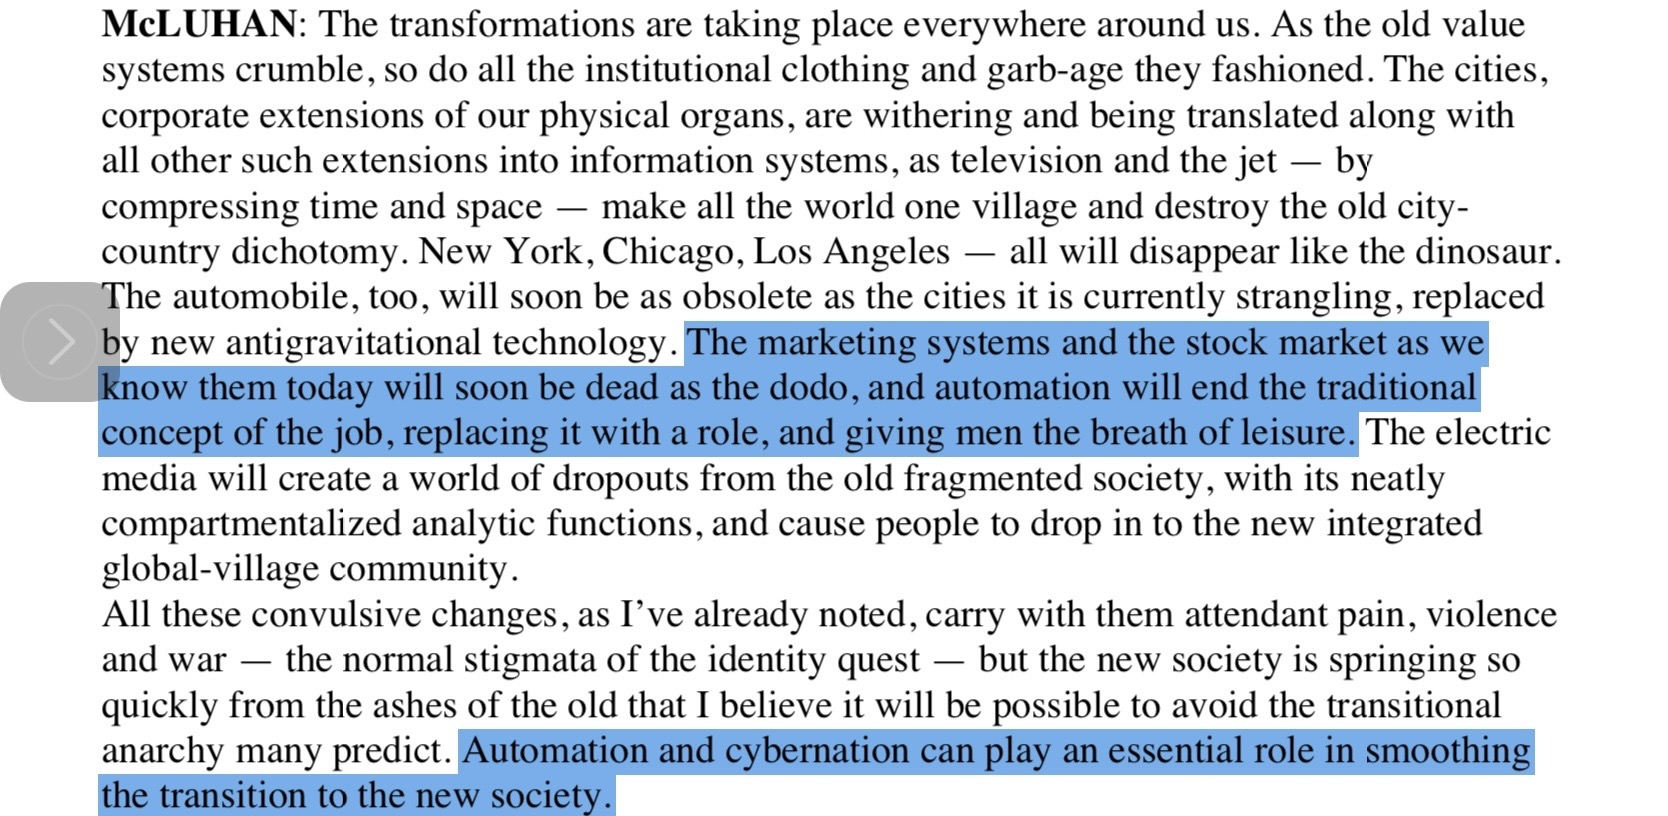 McLUHAN: The transformations are taking place everywhere around us. As the old value
systems crumble, so do all the institutional clothing and garb-age they fashioned. The cities,
corporate extensions of our physical organs, are withering and being translated along with
all other such extensions into information systems, as television and the jet — by
compressing time and space — make all the world one village and destroy the old city-
country dichotomy. New York, Chicago, Los Angeles — all will disappear like the dinosaur.
The automobile, too, will soon be as obsolete as the cities it is currently strangling, replaced
by new antigravitational technology. The marketing systems and the stock market as we
know them today will soon be dead as the dodo, and automation will end the traditional
concept of the job, replacing it with a role, and giving men the breath of leisure. The electric
media will create a world of dropouts from the old fragmented society, with its neatly
compartmentalized analytic functions, and cause people to drop in to the new integrated
global-village community.
All these convulsive changes, as I’ve already noted, carry with them attendant pain, violence
and war — the normal stigmata of the identity quest — but the new society is springing so
quickly from the ashes of the old that I believe it will be possible to avoid the transitional
anarchy many predict. Automation and cybernation can play an essential role in smoothing
the transition to the new society.